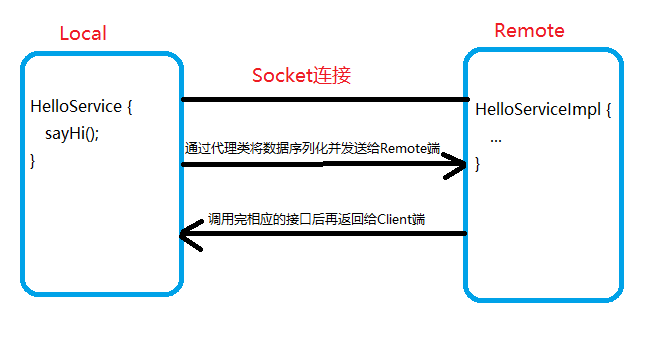 Local
Remote
Socket连接
HelloService {
sayHi();
}
HelloServiceImpl {
...
}
通过代理类将数据序列化并发送给Remote端
调用完相应的接口后再返回给Client端